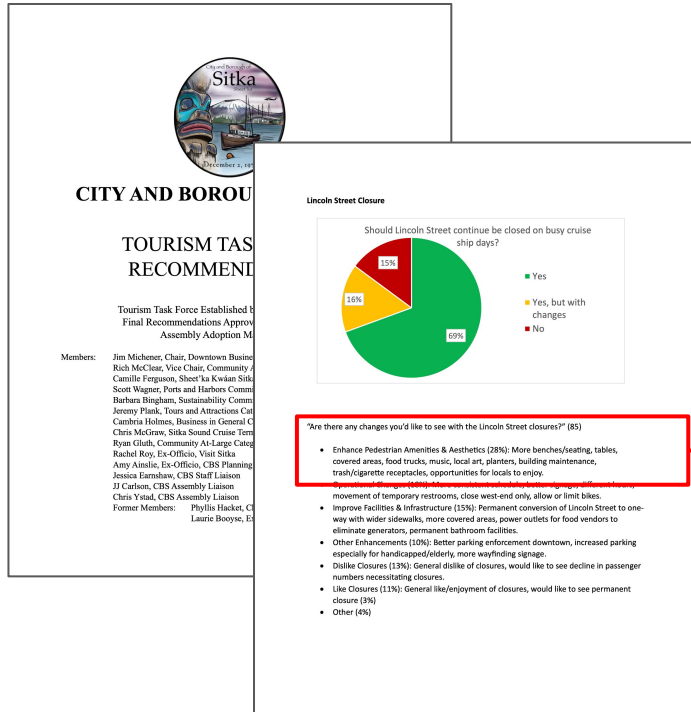 City and Borough of
Sitka
December 2, 19
CITY AND BOROU
TOURISM TAS
RECOMMEND
Tourism Task Force Established b
Final Recommendations Approv
Assembly Adoption M
Members: Jim Michener, Chair, Downtown Busine
Rich McClear, Vice Chair, Community A
Camille Ferguson, Sheet'ka Kwáan Sitk
Scott Wagner, Ports and Harbors Commi
Barbara Bingham, Sustainability Comm
Jeremy Plank, Tours and Attractions Cat
Cambria Holmes, Business in General C
Chris McGraw, Sitka Sound Cruise Term
Ryan Gluth, Community At-Large Categ
Rachel Roy, Ex-Officio, Visit Sitka
Amy Ainslie, Ex-Officio, CBS Planning
Jessica Earnshaw, CBS Staff Liaison
JJ Carlson, CBS Assembly Liaison
Chris Ystad, CBS Assembly Liaison
Former Members: Phyllis Hacket, Cl
Laurie Booyse, Ex
Lincoln Street Closure
Should Lincoln Street continue be closed on busy cruise
ship days?
15%
16%
69%
Yes
Yes, but with
changes
No
"Are there any changes you'd like to see with the Lincoln Street closures?" (85)
• Enhance Pedestrian Amenities & Aesthetics (28%): More benches/seating, tables,
covered areas, food trucks, music, local art, planters, building maintenance,
trash/cigarette receptacles, opportunities for locals to enjoy.
• Operational Changes : More consistent schedule, better signage, different hours,
movement of temporary restrooms, close west-end only, allow or limit bikes.
• Improve Facilities & Infrastructure (15%): Permanent conversion of Lincoln Street to one-
way with wider sidewalks, more covered areas, power outlets for food vendors to
eliminate generators, permanent bathroom facilities.
• Other Enhancements (10%): Better parking enforcement downtown, increased parking
especially for handicapped/elderly, more wayfinding signage.
• Dislike Closures (13%): General dislike of closures, would like to see decline in passenger
numbers necessitating closures.
• Like Closures (11%): General like/enjoyment of closures, would like to see permanent
closure (3%)
• Other (4%)